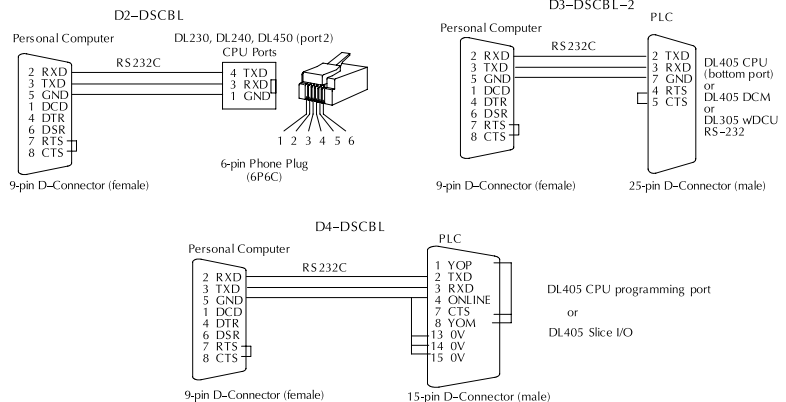 D2–DSCBL
Personal Computer
DL230, DL240, DL450 (port2)
CPU Ports
RS232C
2 RXD
3 TXD
5 GND
1 DCD
4 DTR
6 DSR
7 RTS
8 CTS
4 TXD
3 RXD
1 GND
1 2 3 4 5 6
6-pin Phone Plug
(6P6C)
9-pin D–Connector (female)
D3–DSCBL–2
Personal Computer
PLC
RS232C
2 RXD
3 TXD
5 GND
1 DCD
4 DTR
6 DSR
7 RTS
8 CTS
2 TXD
3 RXD
7 GND
4 RTS
5 CTS
DL405 CPU
(bottom port)
or
DL405 DCM
or
DL305 wDCU
RS–232
9-pin D–Connector (female)
25-pin D–Connector (male)
D4–DSCBL
Personal Computer
PLC
RS232C
2 RXD
3 TXD
5 GND
1 DCD
4 DTR
6 DSR
7 RTS
8 CTS
1 YOP
2 TXD
3 RXD
4 ONLINE
7 CTS
8 YOM
13 0V
14 0V
15 0V
DL405 CPU programming port
or
DL405 Slice I/O
9-pin D–Connector (female)
15-pin D–Connector (male)